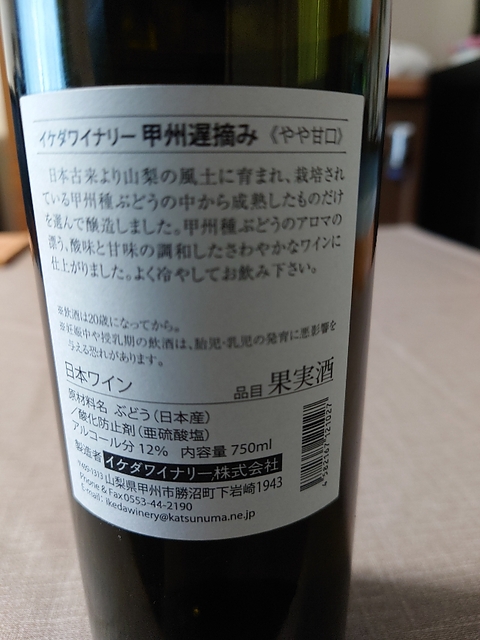 イケダワイナリー 甲州遅摘み 《やや甘口》
日本古来より山梨の風土に育まれ、栽培され
ている甲州種ぶどうの中から成熟したものだけ
を選んで醸造しました。甲州種ぶどうのアロマの
漂う、酸味と甘味の調和したさわやかなワインに
仕上がりました。よく冷やしてお飲み下さい。
※飲酒は20歳になってから。
※妊娠中や授乳期の飲酒は、胎児・乳児の発育に悪影響を
与える恐れがあります。
日本ワイン 品目 果実酒
原材料名 ぶどう(日本産)
/酸化防止剤(亜硫酸塩)
アルコール分 12% 内容量 750ml
製造者 イケダワイナリー株式会社
〒409-1313 山梨県甲州市勝沼町下岩崎1943
Phone & Fax 0553-44-2190
E-mail: ikedawinery@katsunuma.ne.jp
4 582167 121027